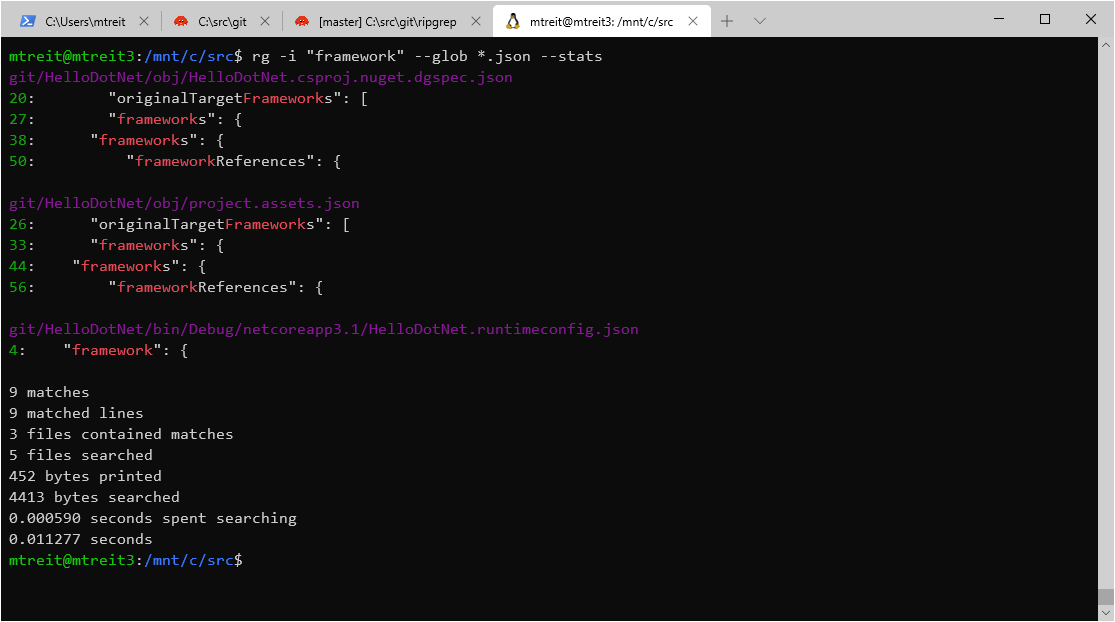 C:\Users\mtreit
C:\src\git
[master] C:\src\git\ripgrep
mtreit@mtreit3: /mnt/c/src
mtreit@mtreit3:/mnt/c/src$ rg -i "framework" --glob *.json --stats
git/HelloDotNet/obj/HelloDotNet.csproj.nuget.dgspec.json
20:        "originalTargetFrameworks": [
27:        "frameworks": {
38:      "frameworks": {
50:          "frameworkReferences": {
git/HelloDotNet/obj/project.assets.json
26:      "originalTargetFrameworks": [
33:      "frameworks": {
44:    "frameworks": {
56:        "frameworkReferences": {
git/HelloDotNet/bin/Debug/netcoreapp3.1/HelloDotNet.runtimeconfig.json
4:    "framework": {
9 matches
9 matched lines
3 files contained matches
5 files searched
452 bytes printed
4413 bytes searched
0.000590 seconds spent searching
0.011277 seconds
mtreit@mtreit3:/mnt/c/src$